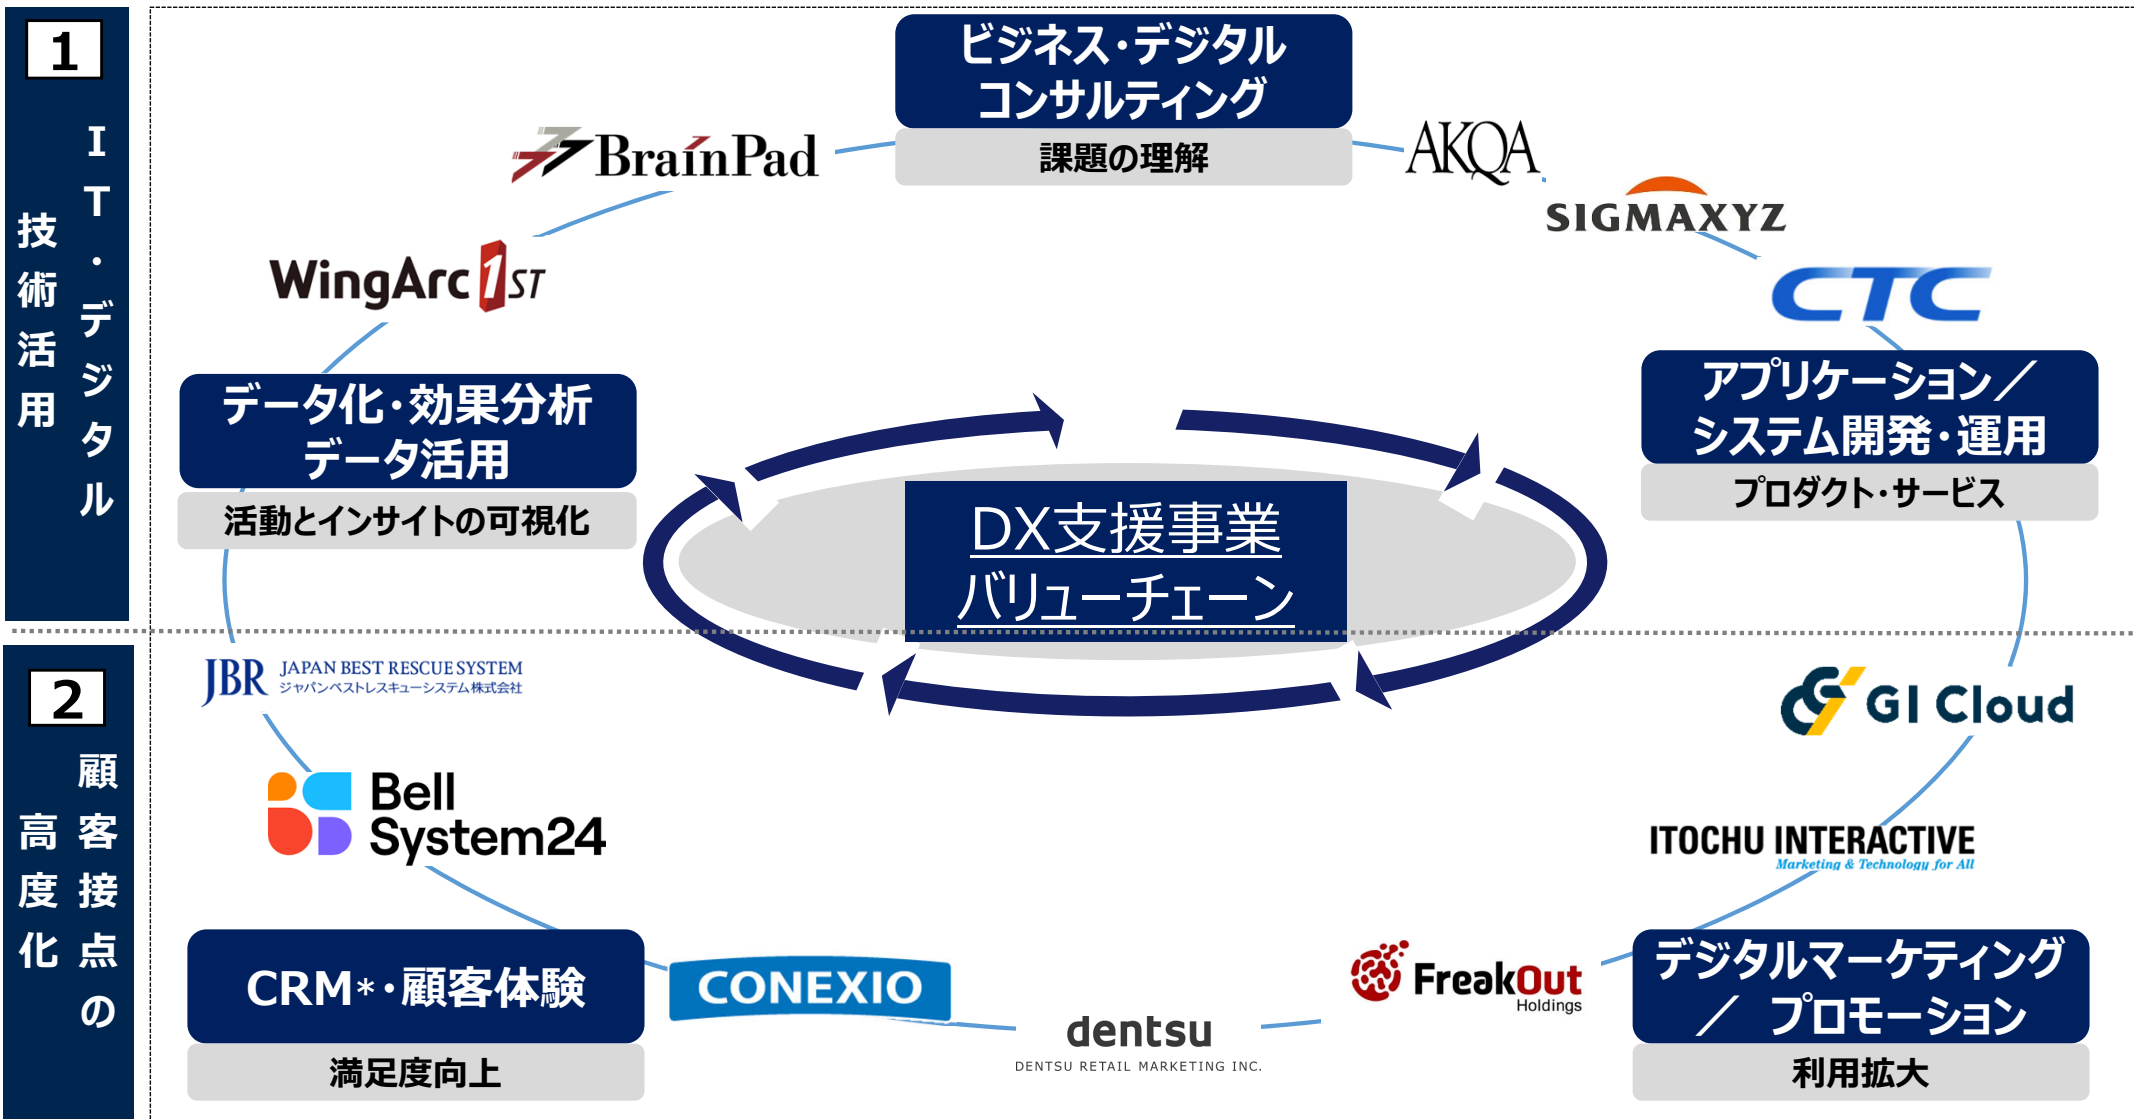 1
IT・デジタル
技術活用
ビジネス・デジタル
コンサルティング
課題の理解
BrainPad
AKQA
SIGMAXYZ
WingArc 1ST
CTC
データ化・効果分析
データ活用
活動とインサイトの可視化
アプリケーション／
システム開発・運用
プロダクト・サービス
DX支援事業
バリューチェーン
2
顧客接点の
高度化
JBR JAPAN BEST RESCUE SYSTEM
ジャパンベストレスキューシステム株式会社
GI Cloud
Bell
System24
ITOCHU INTERACTIVE
Marketing & Technology for All
CRM*・顧客体験
満足度向上
CONEXIO
dentsu
DENTSU RETAIL MARKETING INC.
FreakOut
Holdings
デジタルマーケティング
／ プロモーション
利用拡大